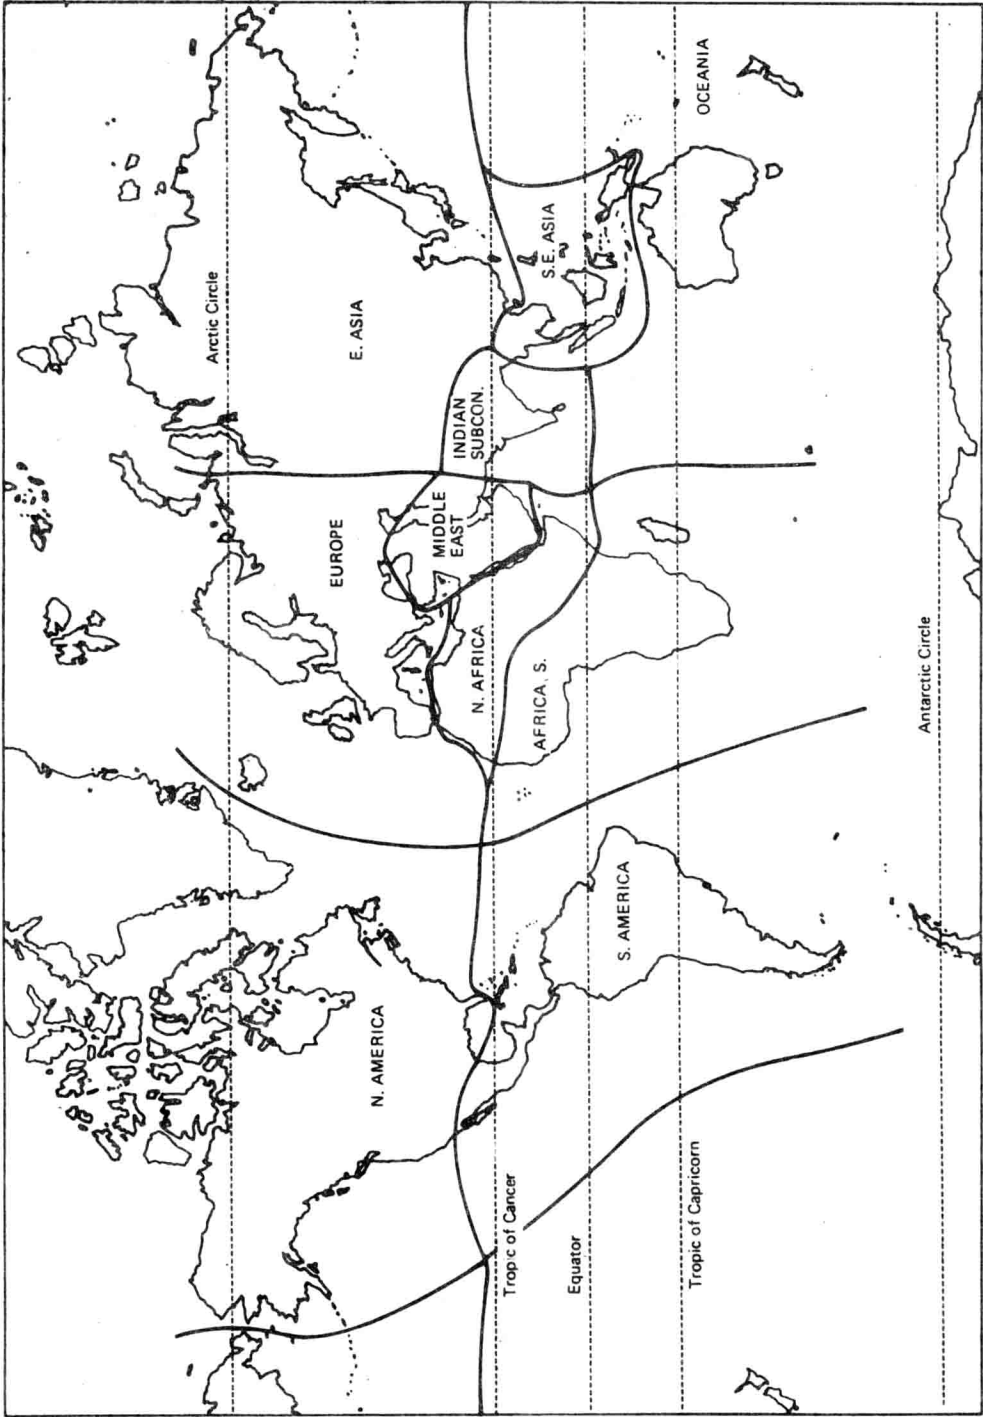 Arctic Circle
N. AMERICA
EUROPE
E. ASIA
MIDDLE
EAST
INDIAN
SUBCON.
N. AFRICA
S.E. ASIA
Tropic of Cancer
AFRICA, S.
Equator
S. AMERICA
OCEANIA
Tropic of Capricorn
Antarctic Circle